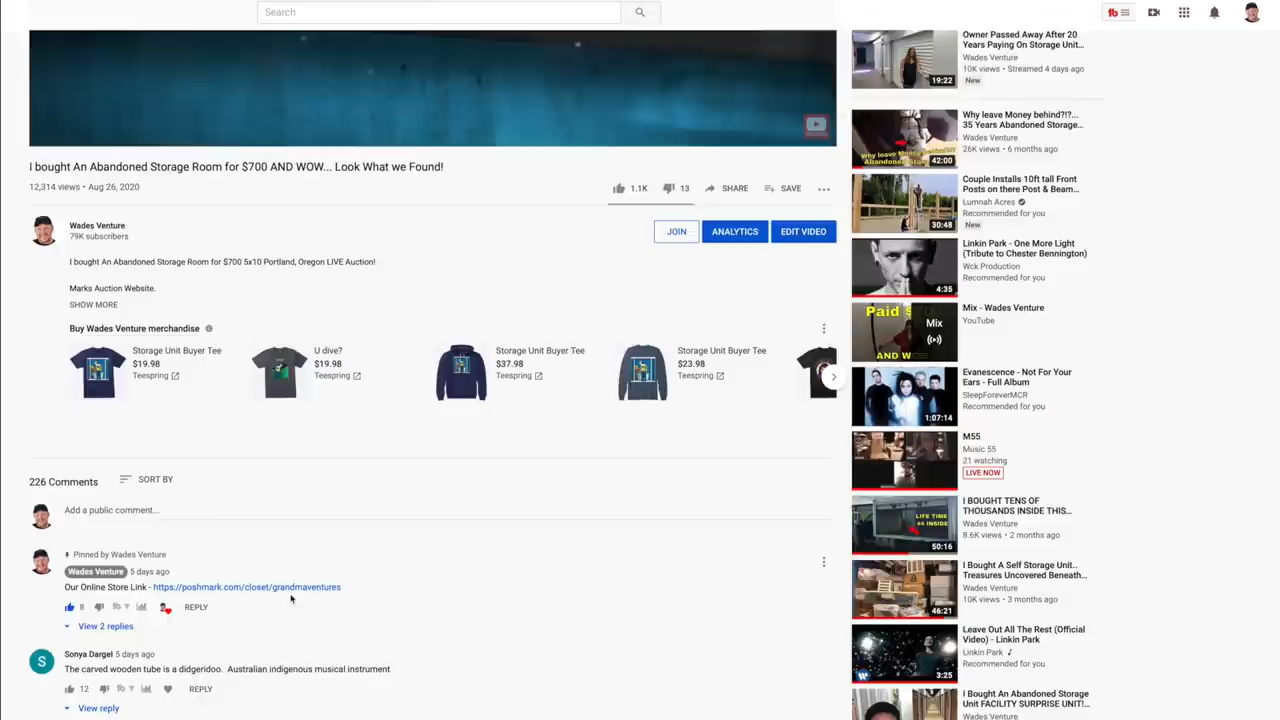 Search
I bought An Abandoned Storage Room for $700 AND WOW... Look What we Found!
12,314 views • Aug 26, 2020
1.1K
13
SHARE
SAVE
Wades Venture
79K subscribers
JOIN
ANALYTICS
EDIT VIDEO
I bought An Abandoned Storage Room for $700 5x10 Portland, Oregon LIVE Auction!
Marks Auction Website.
SHOW MORE
Buy Wades Venture merchandise
Storage Unit Buyer Tee
$19.98
Teespring
U dive?
$19.98
Teespring
Storage Unit Buyer Tee
$37.98
Teespring
Storage Unit Buyer Tee
$23.98
Teespring
226 Comments
SORT BY
Add a public comment...
Pinned by Wades Venture
Wades Venture 5 days ago
Our Online Store Link - https://poshmark.com/closet/grandmaventures
8
REPLY
View 2 replies
S
Sonya Dargel 5 days ago
The carved wooden tube is a didgeridoo. Australian indigenous musical instrument
12
REPLY
View reply
19:22
Owner Passed Away After 20
Years Paying On Storage Unit...
Wades Venture
10K views • Streamed 4 days ago
New
Why leave Money behind???
Abandoned
42:00
Why leave Money behind?!?...
35 Years Abandoned Storage...
Wades Venture
26K views • 6 months ago
30:48
Couple Installs 10ft tall Front
Posts on there Post & Beam...
Lumnah Acres
Recommended for you
New
4:35
Linkin Park - One More Light
(Tribute to Chester Bennington)
Wck Production
Recommended for you
Paid $
AND W
Mix
Mix - Wades Venture
YouTube
1:07:14
Evanescence - Not For Your
Ears - Full Album
SleepForeverMCR
Recommended for you
M55
Music 55
21 watching
LIVE NOW
LIFE TIME
INSIDE
50:16
I BOUGHT TENS OF
THOUSANDS INSIDE THIS...
Wades Venture
8.6K views • 2 months ago
46:21
I Bought A Self Storage Unit..
Treasures Uncovered Beneath...
Wades Venture
10K views • 3 months ago
3:25
Leave Out All The Rest (Official
Video) - Linkin Park
Linkin Park
Recommended for you
I Bought An Abandoned Storage
Unit FACILITY SURPRISE UNIT!...
Wades Venture